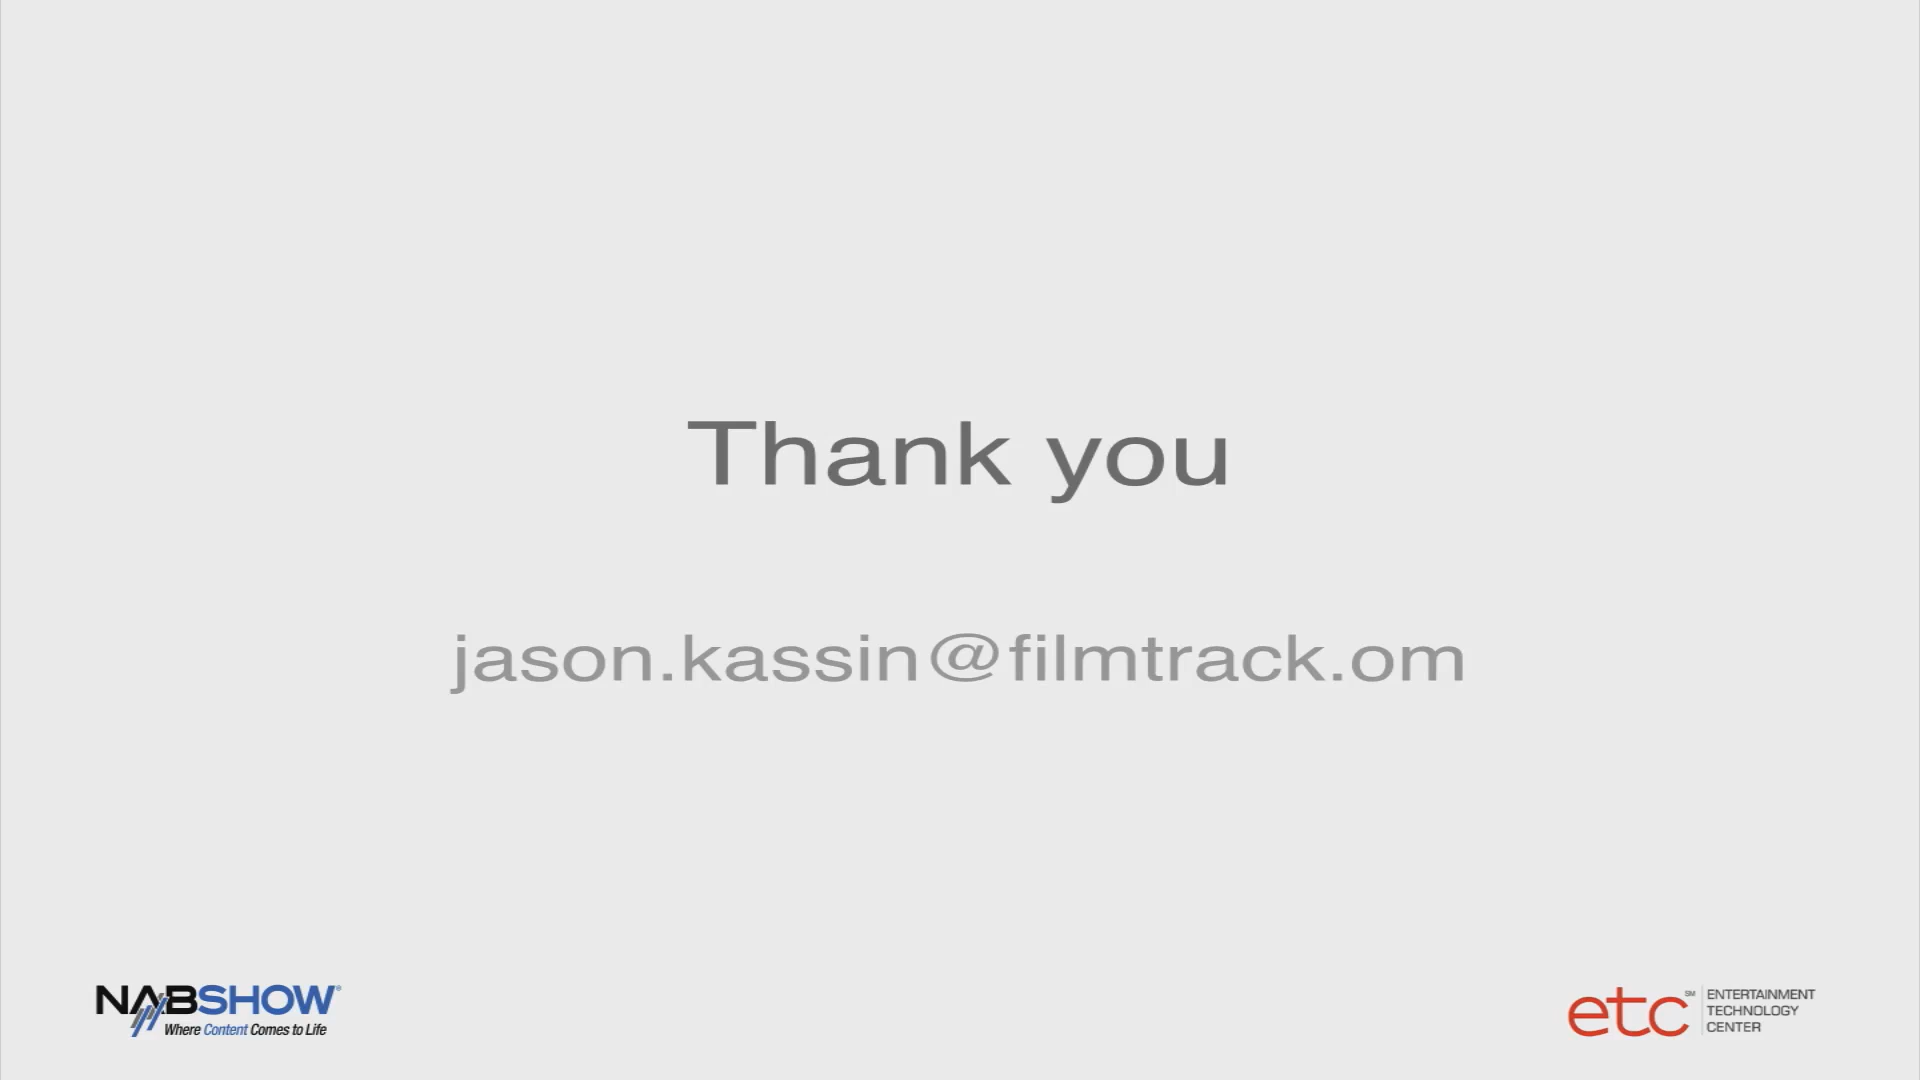 Thank you
jason.kassin@filmtrack.om
NABSHOW®
Where Content Comes to Life
etc℠
ENTERTAINMENT
TECHNOLOGY
CENTER